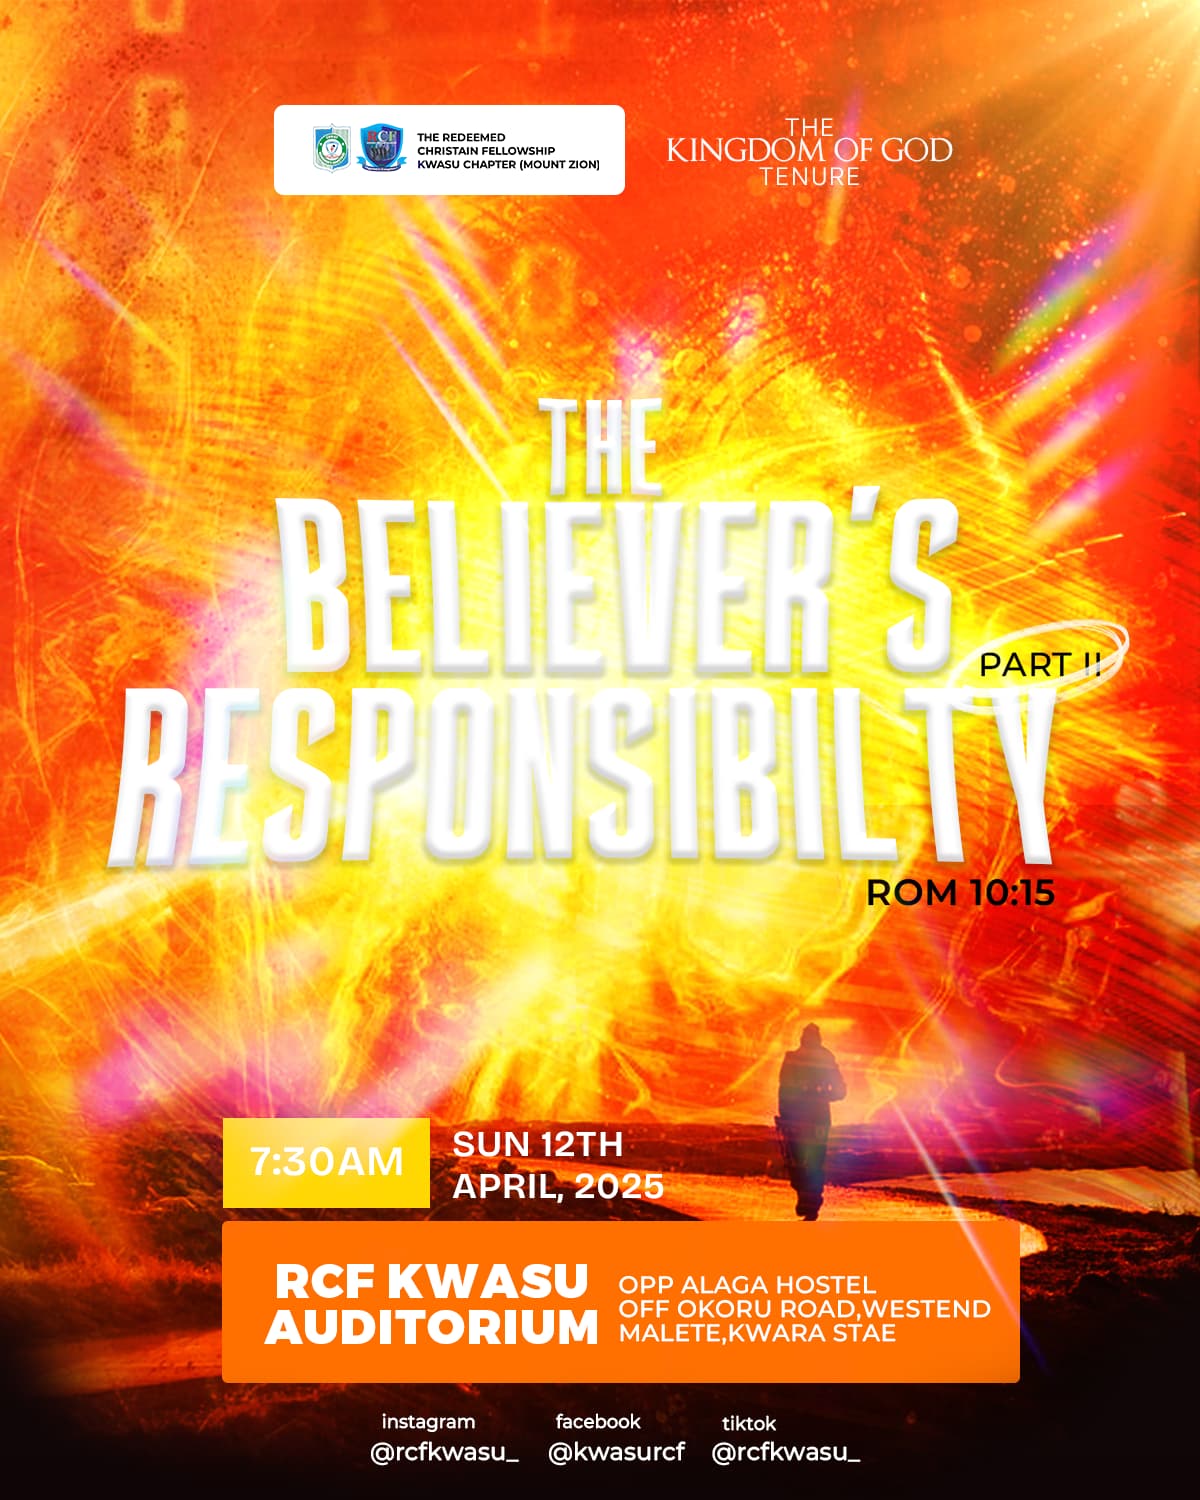 THE REDEEMED
CHRISTAIN FELLOWSHIP
KWASU CHAPTER (MOUNT ZION)
THE
KINGDOM OF GOD
TENURE
THE
BELIEVER'S
PART II
RESPONSIBILTY
ROM 10:15
7:30AM
SUN 12TH
APRIL, 2025
RCF KWASU
AUDITORIUM
OPP ALAGA HOSTEL
OFF OKORU ROAD,WESTEND
MALETE,KWARA STAE
instagram
@rcfkwasu_
facebook
@kwasurcf
tiktok
@rcfkwasu_